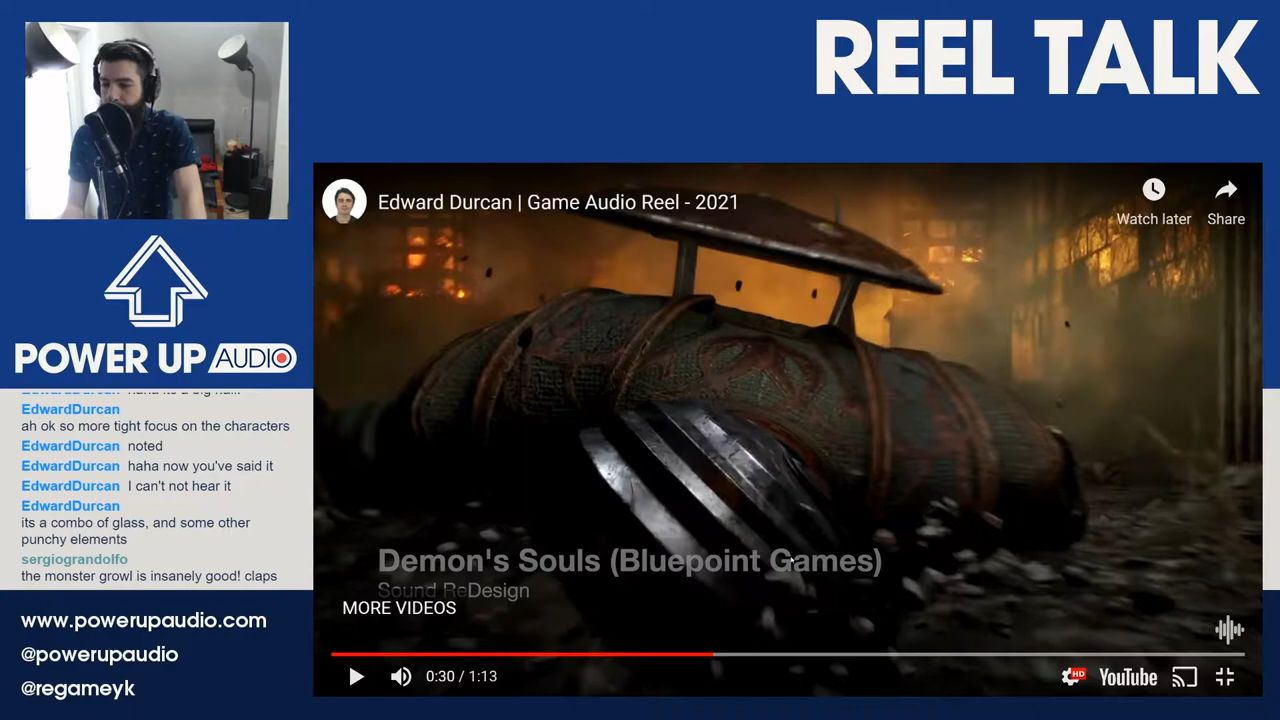 REEL TALK
Edward Durcan | Game Audio Reel - 2021
Watch later
Share
POWER UP AUDIO
EdwardDurcan
ah ok so more tight focus on the characters
EdwardDurcan noted
EdwardDurcan haha now you've said it
EdwardDurcan I can't not hear it
EdwardDurcan
its a combo of glass, and some other
punchy elements
sergiograndolfo
the monster growl is insanely good! claps
Demon's Souls (Bluepoint Games)
Sound ReDesign
MORE VIDEOS
www.powerupaudio.com
@powerupaudio
@regameyk
0:30 / 1:13
HD
YouTube